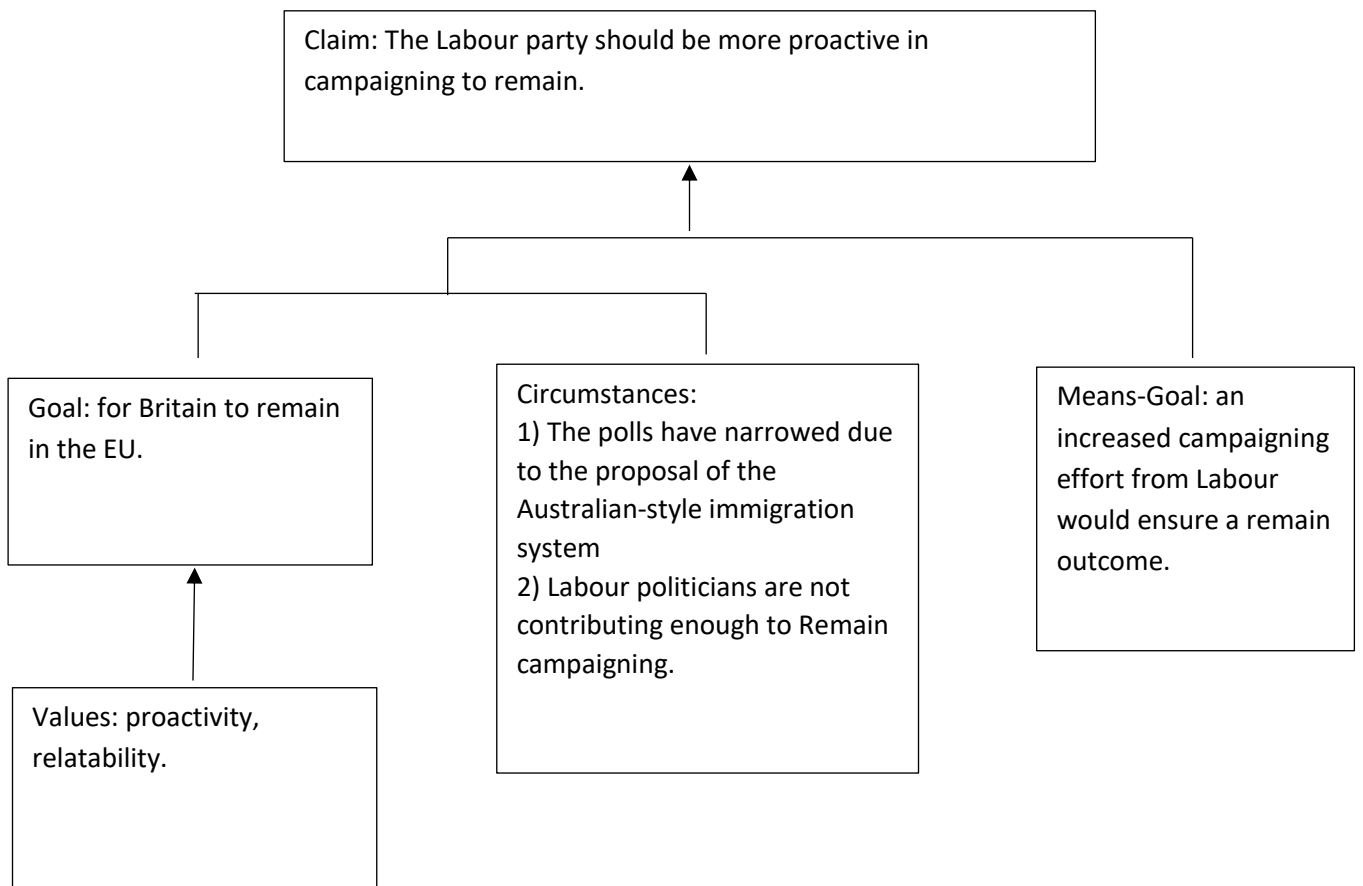 Claim: The Labour party should be more proactive in
campaigning to remain.
Goal: for Britain to remain
in the EU.
Circumstances:
1) The polls have narrowed due
to the proposal of the
Australian-style immigration
system
2) Labour politicians are not
contributing enough to Remain
campaigning.
Means-Goal: an
increased campaigning
effort from Labour
would ensure a remain
outcome.
Values: proactivity,
relatability.